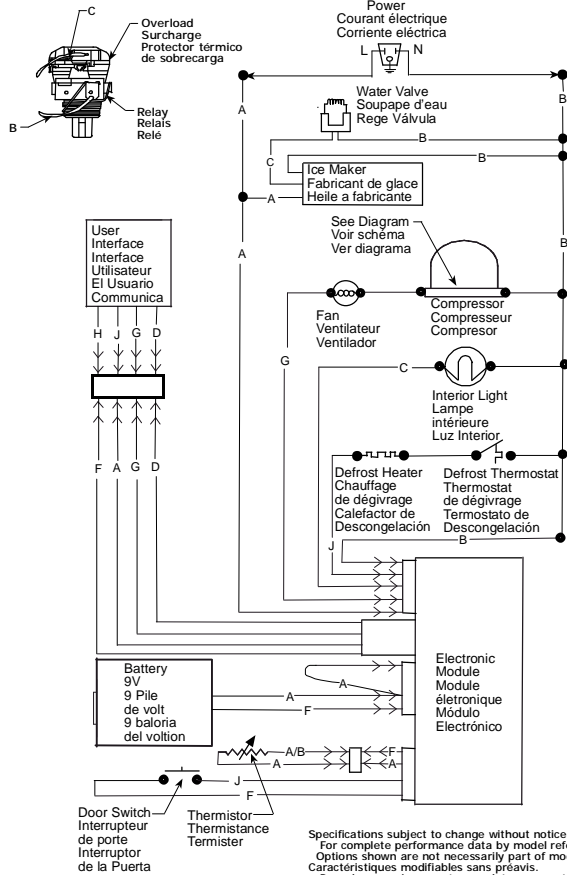 C
Overload
Surcharge
Protector térmico
de sobrecarga
Relay
Relais
Relé
B
Power
Courant électrique
Corriente eléctrica
L
N
A
B
Water Valve
Soupape d'eau
Rege Válvula
B
C
B
A
Ice Maker
Fabricant de glace
Heile a fabricante
A
B
User
Interface
Interface
Utilisateur
El Usuario
Communica
See Diagram
Voir schéma
Ver diagrama
Compressor
Compresseur
Compresor
Fan
Ventilateur
Ventilador
H
J
G
D
G
C
Interior Light
Lampe
intérieure
Luz Interior
F
A
G
D
Defrost Heater
Chauffage
de dégivrage
Calefactor de
Descongelación
Defrost Thermostat
Thermostat
de dégivrage
Termostato de
Descongelación
J
B
Electronic
Module
Module
életronique
Módulo
Electrónico
Battery
9V
9 Pile
de volt
9 baloria
del voltion
A
A
F
A/B
F
A
A
J
F
Door Switch
Interrupteur
de porte
Interruptor
de la Puerta
Thermistor
Thermistance
Termister
Specifications subject to change without notice
For complete performance data by model refe
Options shown are not necessarily part of mod
Caractéristiques modifiables sans préavis.